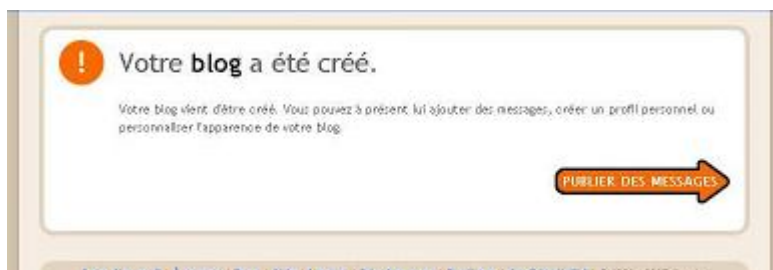 !
Votre blog a été créé.
Votre blog vient d'être créé. Vous pouvez à présent lui ajouter des messages, créer un profil personnel ou
personnaliser l'apparence de votre blog.
PUBLIER DES MESSAGES